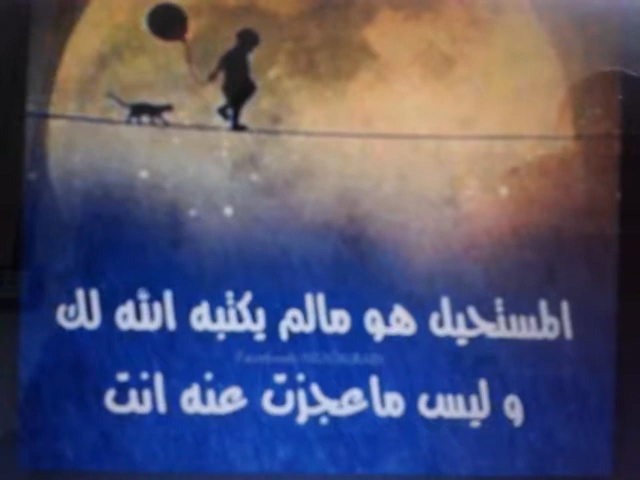 المستحيل هو مالم يكتبه الله لك
و ليس ماعجزت عنه انت